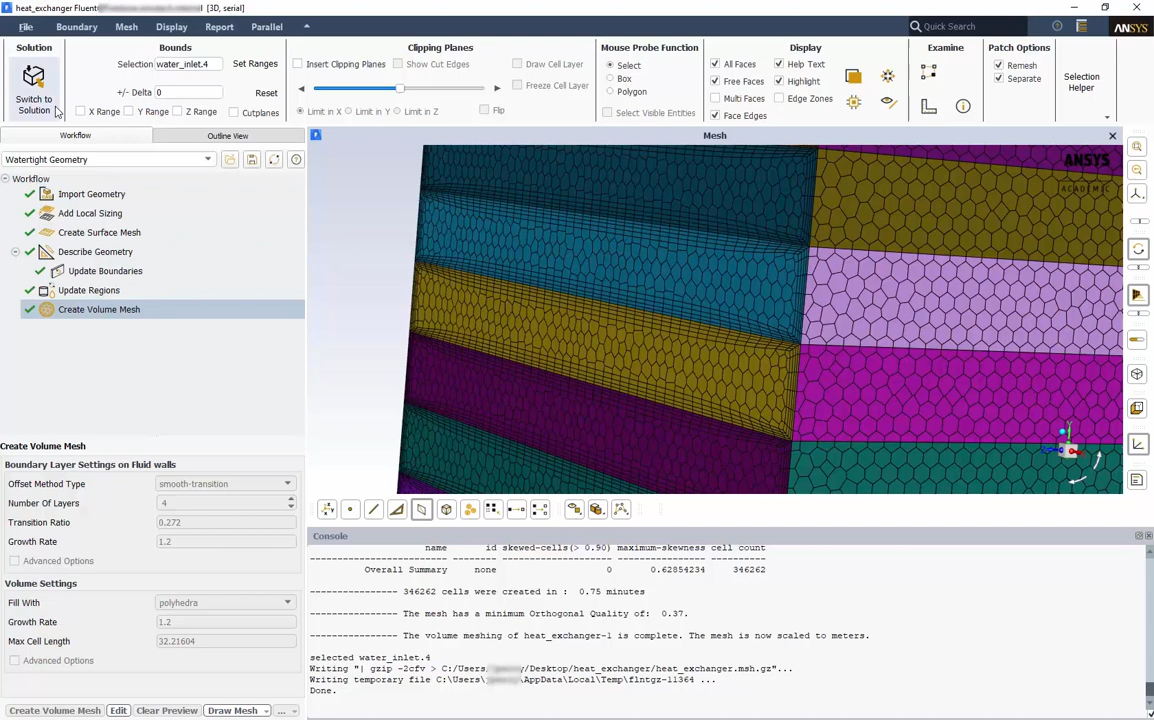 heat_exchanger Fluent [3D, serial]
File Boundary Mesh Display Report Parallel Quick Search ANSYS
Solution Bounds Clipping Planes Mouse Probe Function Display Examine Patch Options
Switch to Solution
Selection water_inlet.4 Set Ranges
+/- Delta 0 Reset
X Range Y Range Z Range Cutplanes
Insert Clipping Planes Show Cut Edges Draw Cell Layer
Freeze Cell Layer
Limit in X Limit in Y Limit in Z Flip
Select
Box
Polygon
Select Visible Entities
All Faces Help Text
Free Faces Highlight
Multi Faces Edge Zones
Face Edges
Remesh
Separate
Selection Helper
Workflow Outline View
Watertight Geometry
Workflow
Import Geometry
Add Local Sizing
Create Surface Mesh
Describe Geometry
Update Boundaries
Update Regions
Create Volume Mesh
Create Volume Mesh
Boundary Layer Settings on Fluid walls
Offset Method Type smooth-transition
Number Of Layers 4
Transition Ratio 0.272
Growth Rate 1.2
Advanced Options
Volume Settings
Fill With polyhedra
Growth Rate 1.2
Max Cell Length 32.21604
Advanced Options
Create Volume Mesh Edit Clear Preview Draw Mesh ...
Mesh
ANSYS
ACADEMIC
Y
Console
name id skewed-cells(> 0.90) maximum-skewness cell count
---------------- ----- -------------------- ---------------- ----------
Overall Summary none 0 0.62854234 346262
---------------- 346262 cells were created in : 0.75 minutes
---------------- The mesh has a minimum Orthogonal Quality of: 0.37.
---------------- The volume meshing of heat_exchanger-1 is complete. The mesh is now scaled to meters.
selected water_inlet.4
Writing "| gzip -2cfv > C:/Users/ /Desktop/heat_exchanger/heat_exchanger.msh.gz"...
Writing temporary file C:\Users\ \AppData\Local\Temp\flntgz-11364 ...
Done.